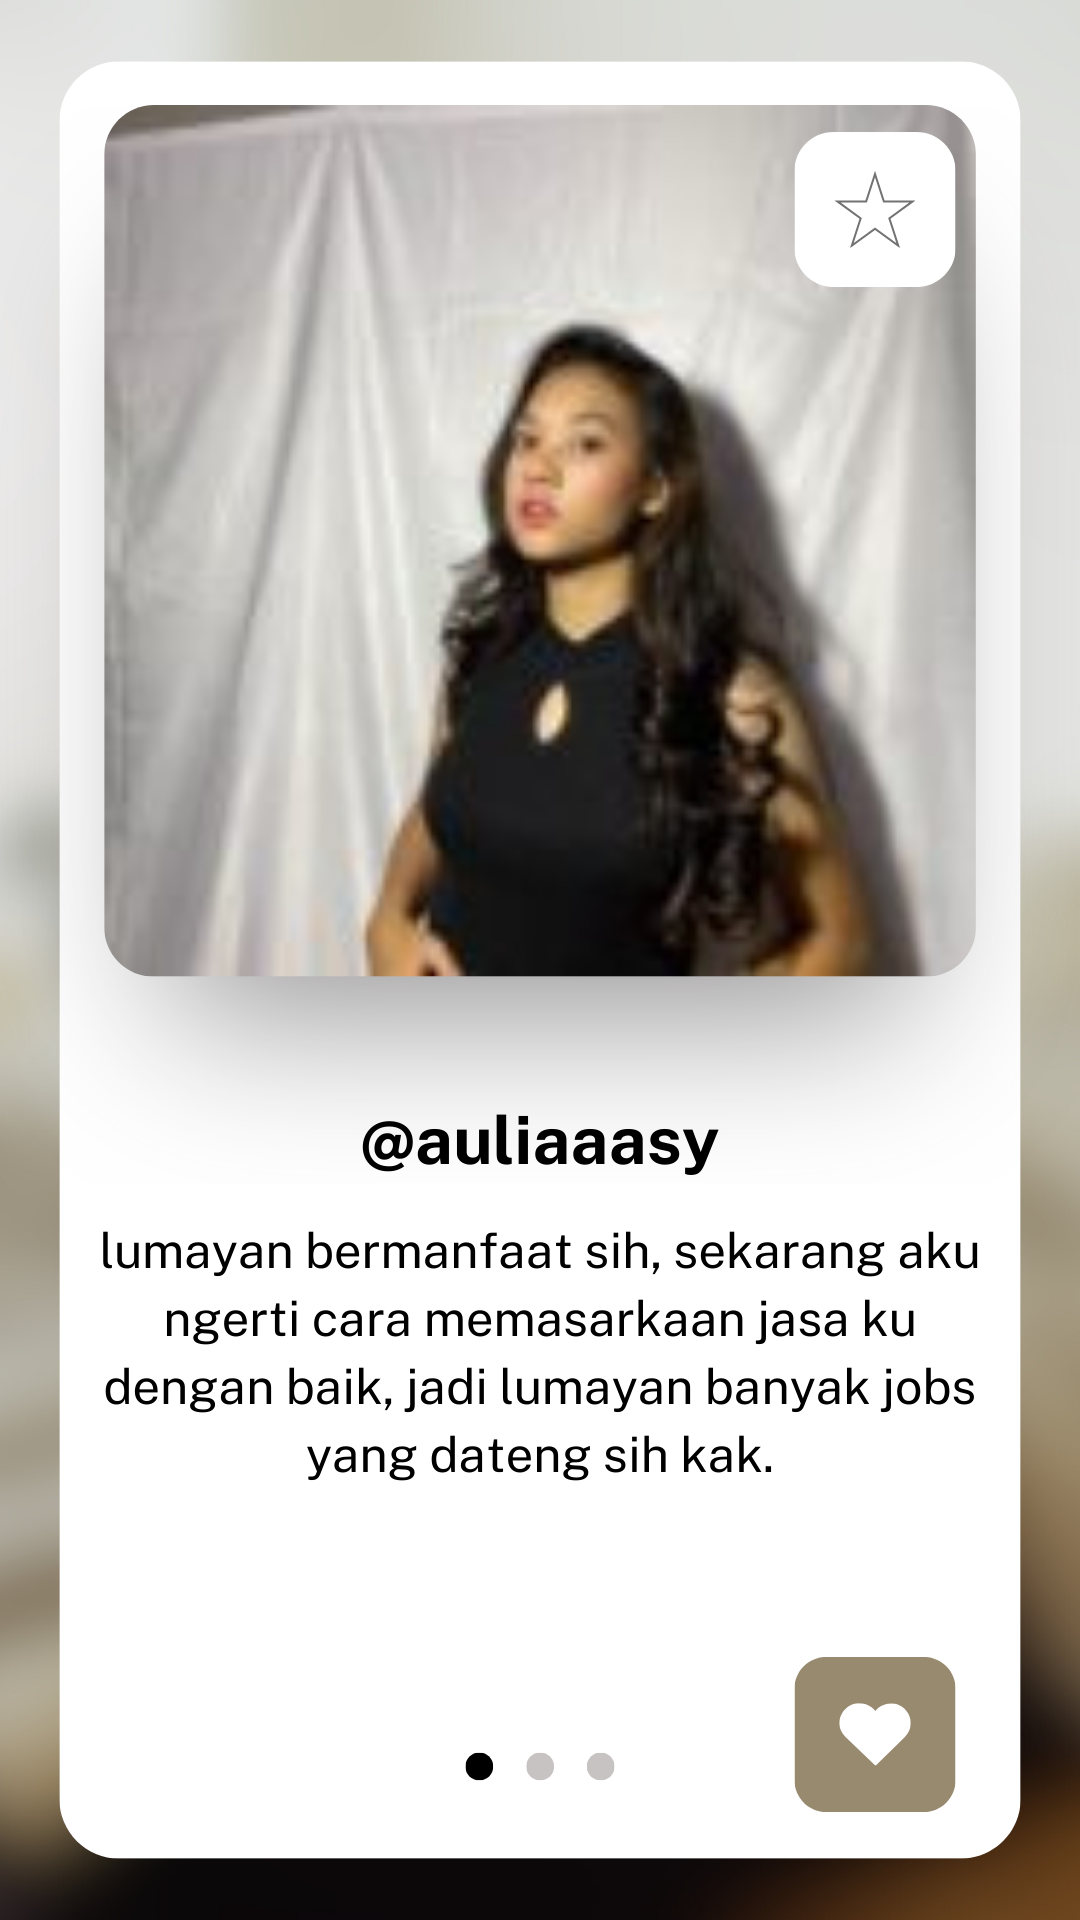 @auliaaasy
lumayan bermanfaat sih, sekarang aku
ngerti cara memasarkaan jasa ku
dengan baik, jadi lumayan banyak jobs
yang dateng sih kak.